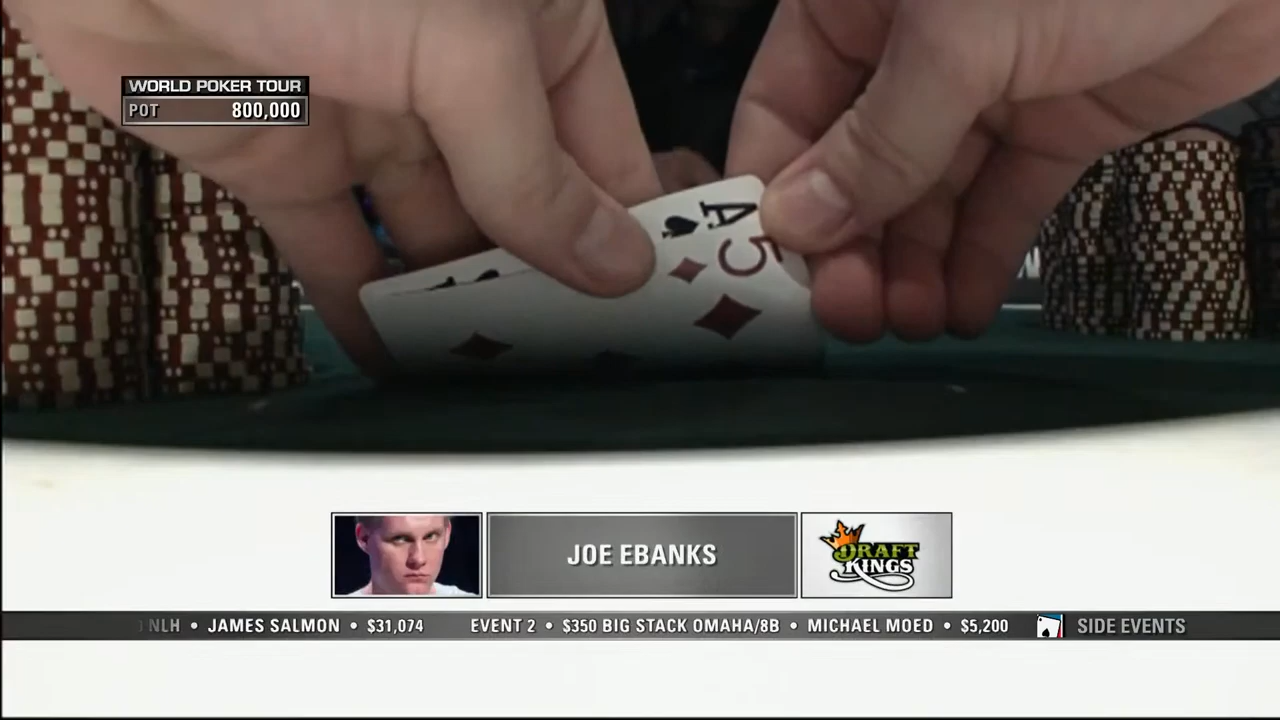 WORLD POKER TOUR
POT 800,000
A
5
JOE EBANKS
DRAFT
KINGS
NLH • JAMES SALMON • $31,074 EVENT 2 • $350 BIG STACK OMAHA/8B • MICHAEL MOED • $5,200 SIDE EVENTS